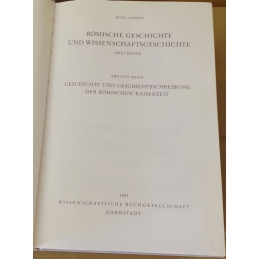 KARL CHRIST
RÖMISCHE GESCHICHTE
UND WISSENSCHAFTSGESCHICHTE
DREI BÄNDE
ZWEITER BAND
GESCHICHTE UND GESCHICHTSSCHREIBUNG
DER RÖMISCHEN KAISERZEIT
WISSENSCHAFTLICHE BUCHGESELLSCHAFT
DARMSTADT